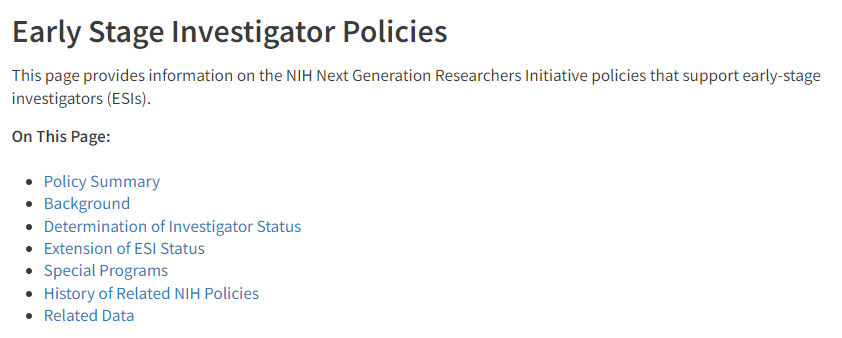 Early Stage Investigator Policies
This page provides information on the NIH Next Generation Researchers Initiative policies that support early-stage
investigators (ESIs).
On This Page:
Policy Summary
Background
Determination of Investigator Status
Extension of ESI Status
Special Programs
History of Related NIH Policies
Related Data